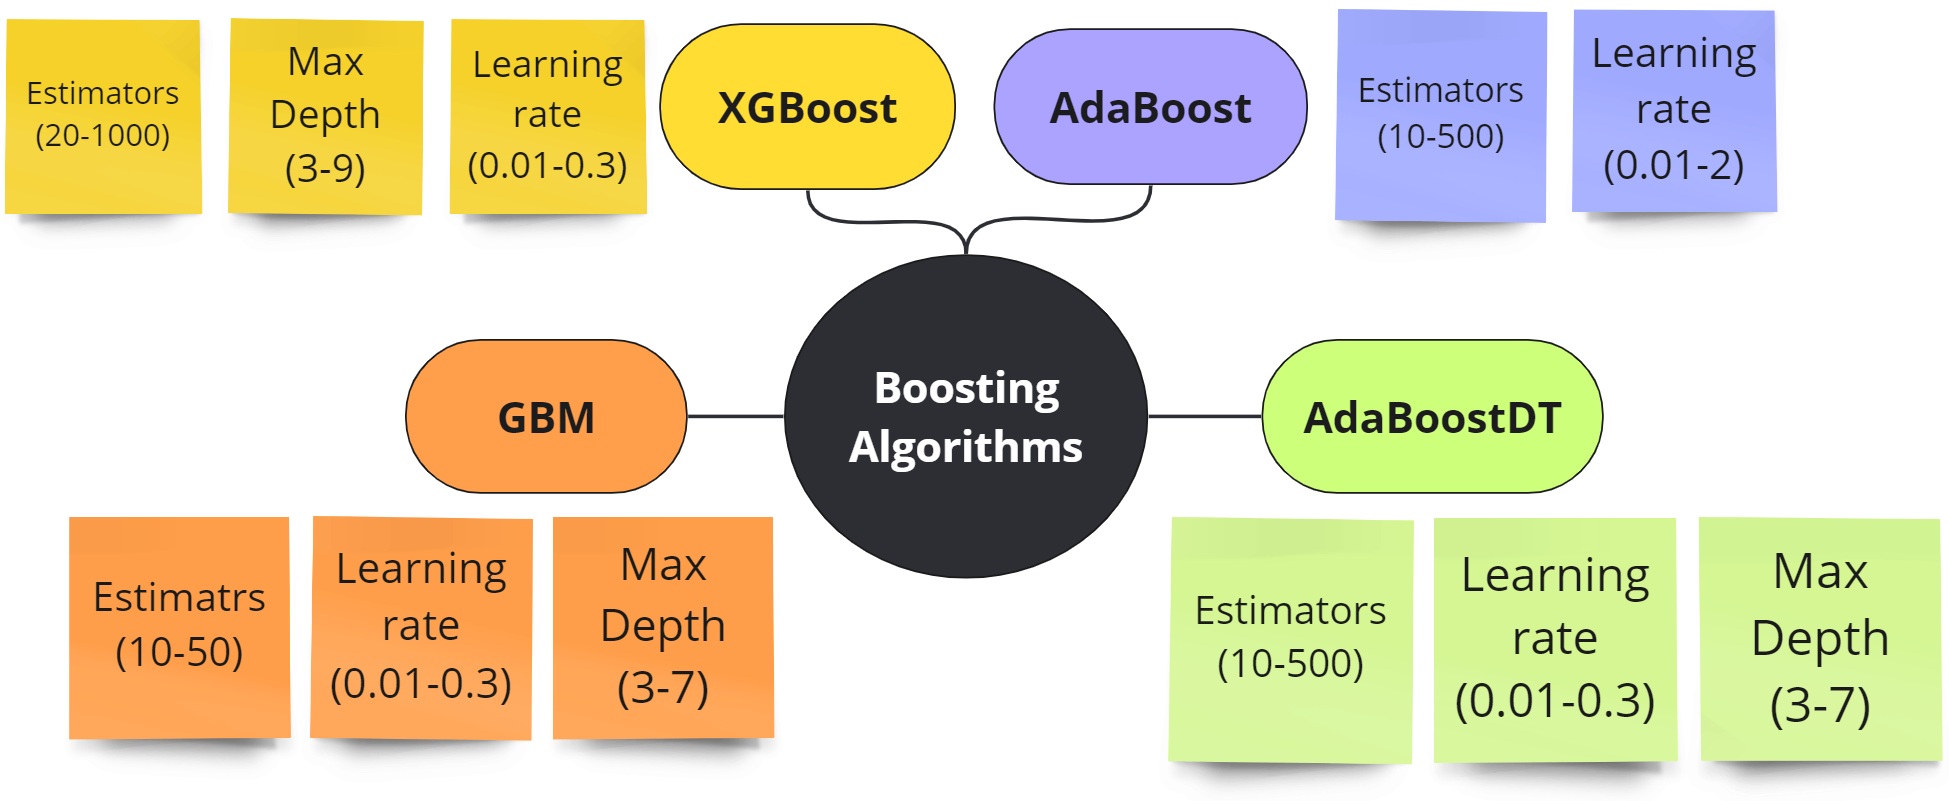 Estimators
(20-1000)
Max
Depth
(3-9)
Learning
rate
(0.01-0.3)
XGBoost
AdaBoost
Estimators
(10-500)
Learning
rate
(0.01-2)
GBM
Boosting
Algorithms
AdaBoostDT
Estimatrs
(10-50)
Learning
rate
(0.01-0.3)
Max
Depth
(3-7)
Estimators
(10-500)
Learning
rate
(0.01-0.3)
Max
Depth
(3-7)